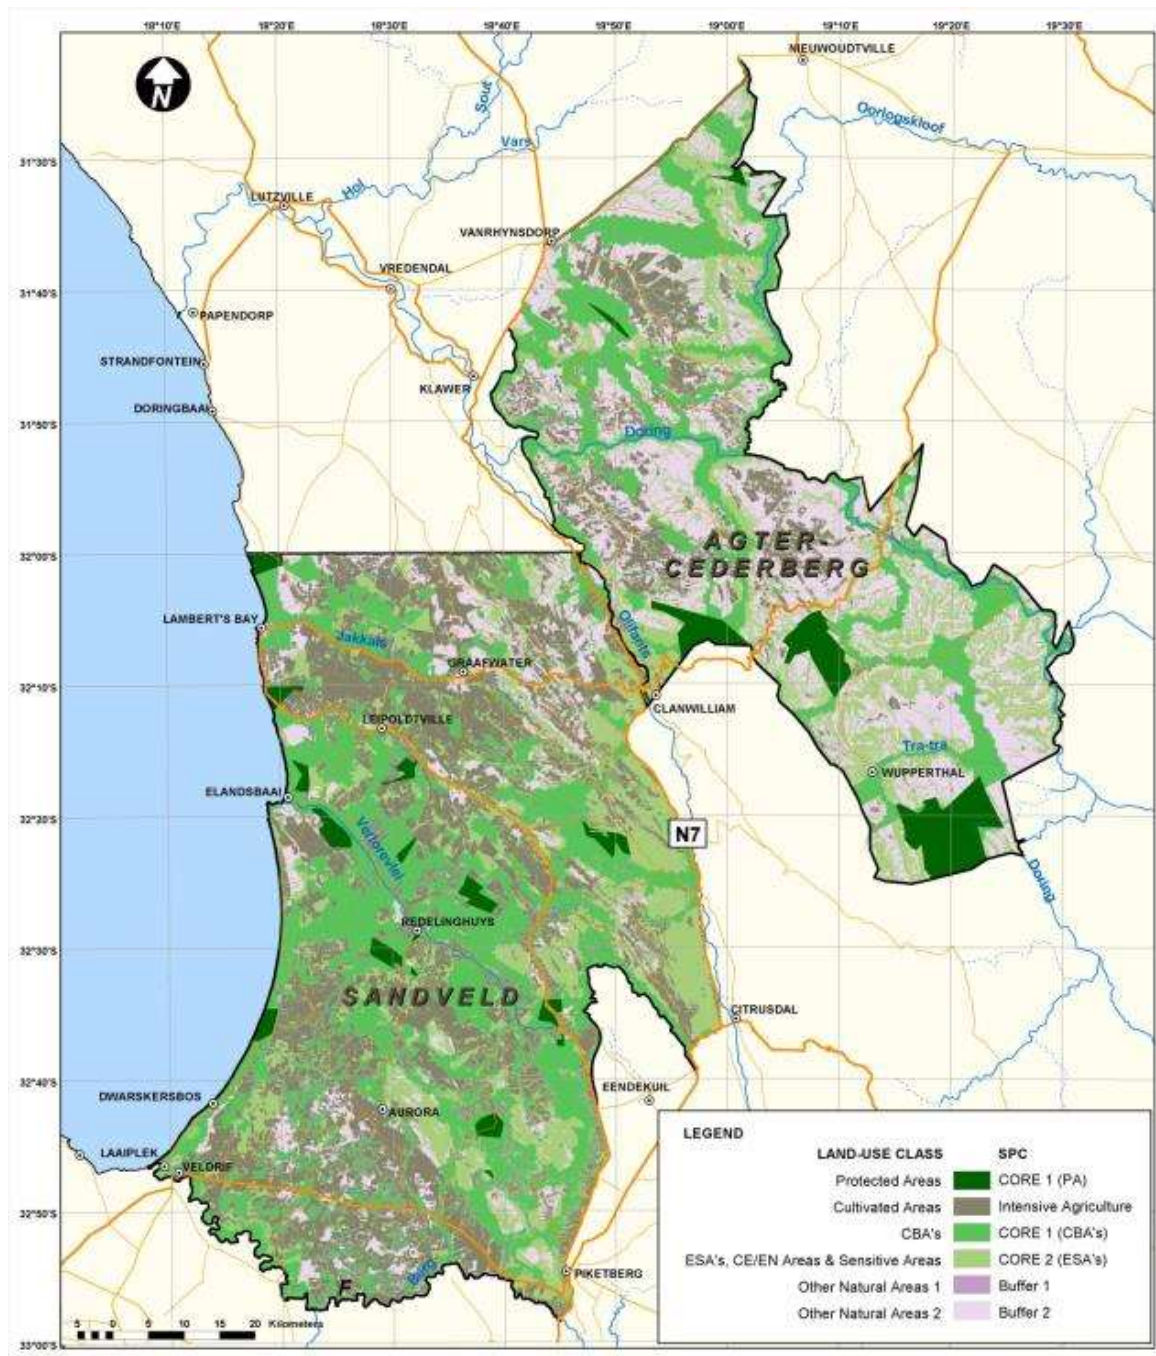 18°10'E 18°20'E 18°30'E 18°40'E 18°50'E 19°00'E 19°10'E 19°20'E 19°30'E
NIEUWOUDTVILLE
N
Sout
Oorlogskloof
Vars
31°30'S
Hol
LUTZVILLE
VANRHYNSDORP
VREDENDAL
31°40'S
PAPENDORP
STRANDFONTEIN
KLAWER
DORINGBAAI
31°50'S
Doring
AGTER-
CEDERBERG
32°00'S
LAMBERT'S BAY
Olifants
Jakkals
GRAAFWATER
32°10'S
CLANWILLIAM
LEIPOLDTVILLE
Tra-tra
WUPPERTHAL
ELANDSBAAI
32°20'S
Verlorevlei
N7
Doring
REDELINGHUYS
32°30'S
SANDVELD
CITRUSDAL
32°40'S
EENDEKUIL
DWARSKERSBOS
AURORA
LAAIPLEK
VELDRIF
32°50'S
Berg
PIKETBERG
5 0 5 10 15 20 Kilometers
33°00'S
LEGEND
LAND-USE CLASS SPC
Protected Areas CORE 1 (PA)
Cultivated Areas Intensive Agriculture
CBA's CORE 1 (CBA's)
ESA's, CE/EN Areas & Sensitive Areas CORE 2 (ESA's)
Other Natural Areas 1 Buffer 1
Other Natural Areas 2 Buffer 2